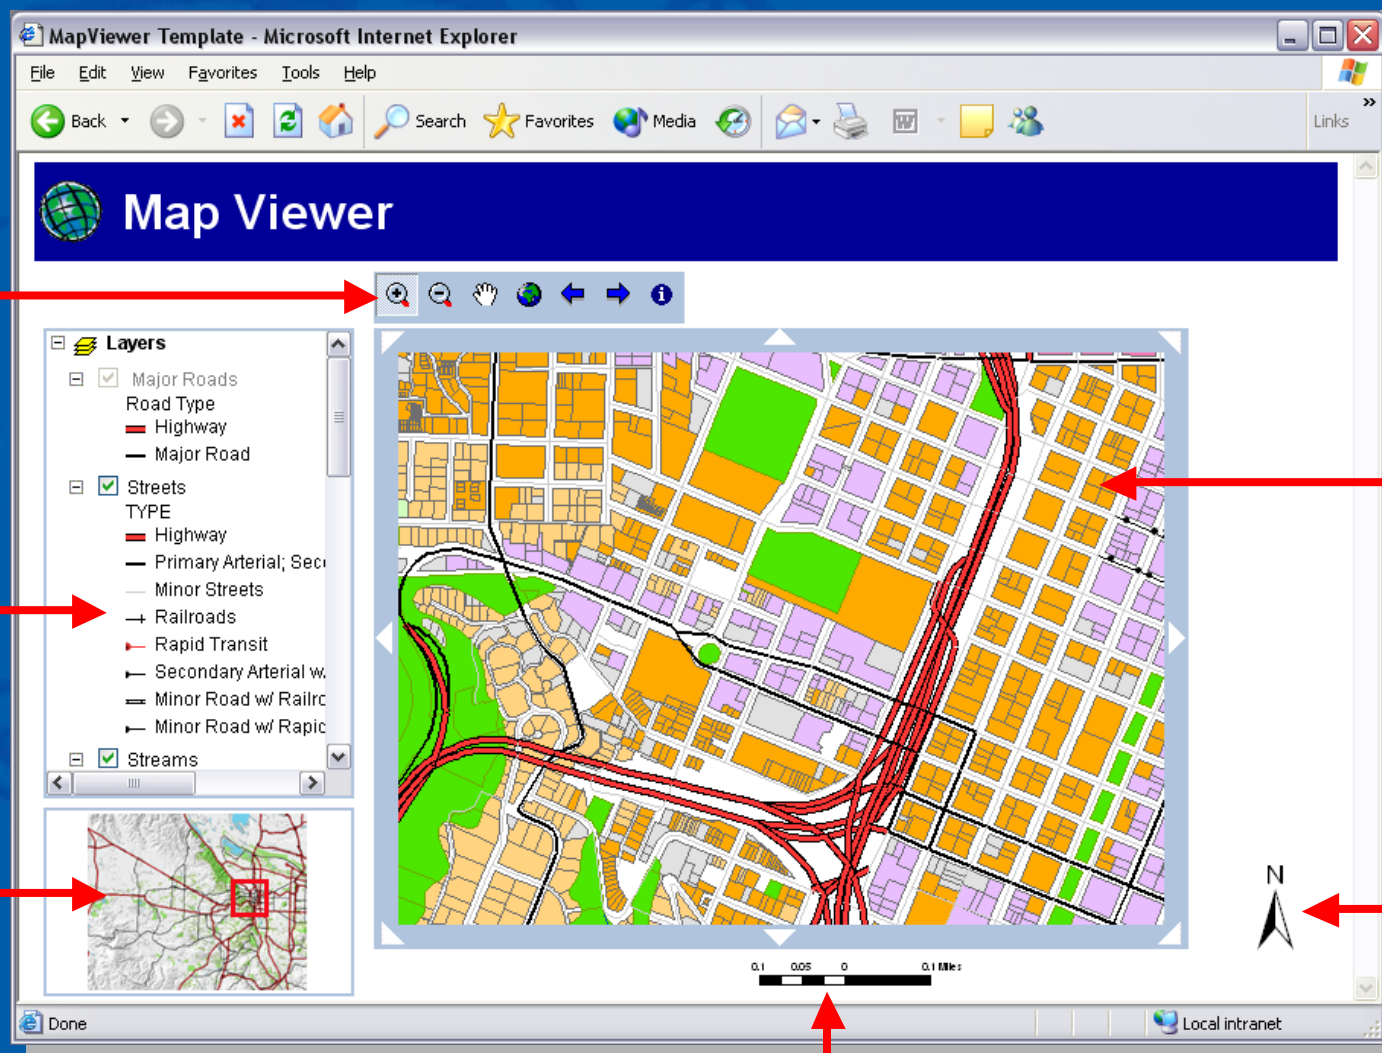 MapViewer Template - Microsoft Internet Explorer
File Edit View Favorites Tools Help
Back Search Favorites Media Links
Map Viewer
Layers
Major Roads
Road Type
Highway
Major Road
Streets
TYPE
Highway
Primary Arterial; Sec
Minor Streets
Railroads
Rapid Transit
Secondary Arterial w
Minor Road w/ Railro
Minor Road w/ Rapid
Streams
N
0.1 0.05 0 0.1 Miles
Done Local intranet